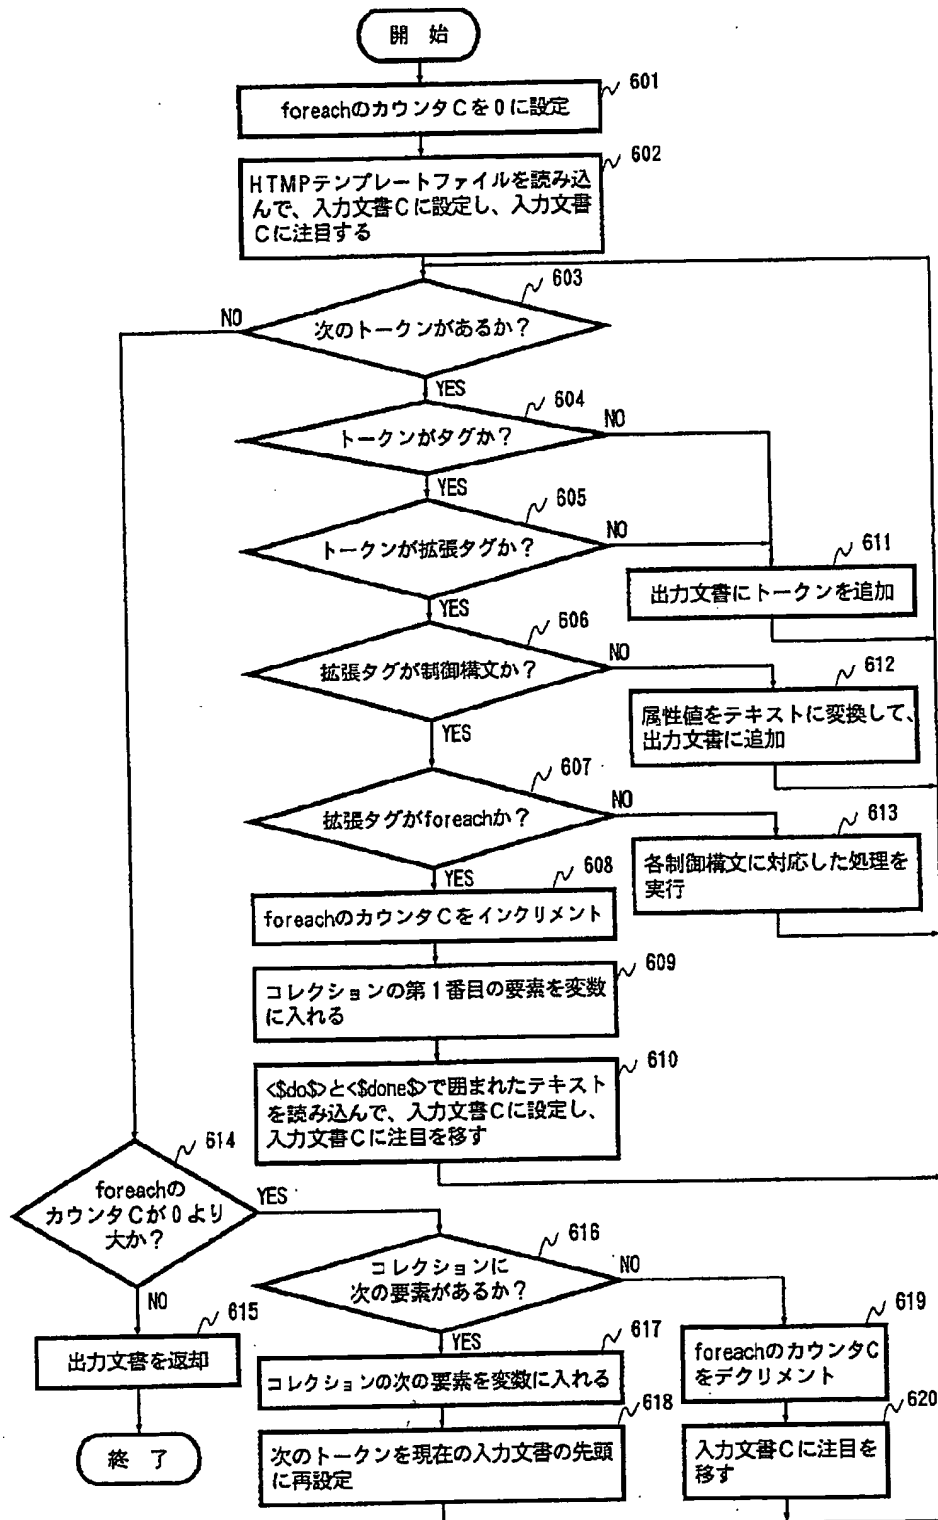 開 始
601
foreachのカウンタCを0に設定
602
HTMPテンプレートファイルを読み込
んで、入力文書Cに設定し、入力文書
Cに注目する
603
次のトークンがあるか？
NO
YES
604
トークンがタグか？
NO
YES
605
トークンが拡張タグか？
NO
YES
611
出力文書にトークンを追加
606
拡張タグが制御構文か？
NO
YES
612
属性値をテキストに変換して、
出力文書に追加
607
拡張タグがforeachか？
NO
YES
613
各制御構文に対応した処理を
実行
608
foreachのカウンタCをインクリメント
609
コレクションの第1番目の要素を変数
に入れる
610
<$do$>と<$done$>で囲まれたテキスト
を読み込んで、入力文書Cに設定し、
入力文書Cに注目を移す
614
foreachの
カウンタCが0より
大か？
YES
NO
616
コレクションに
次の要素があるか？
NO
YES
615
出力文書を返却
617
コレクションの次の要素を変数に入れる
619
foreachのカウンタC
をデクリメント
618
次のトークンを現在の入力文書の先頭
に再設定
620
入力文書Cに注目を
移す
終 了